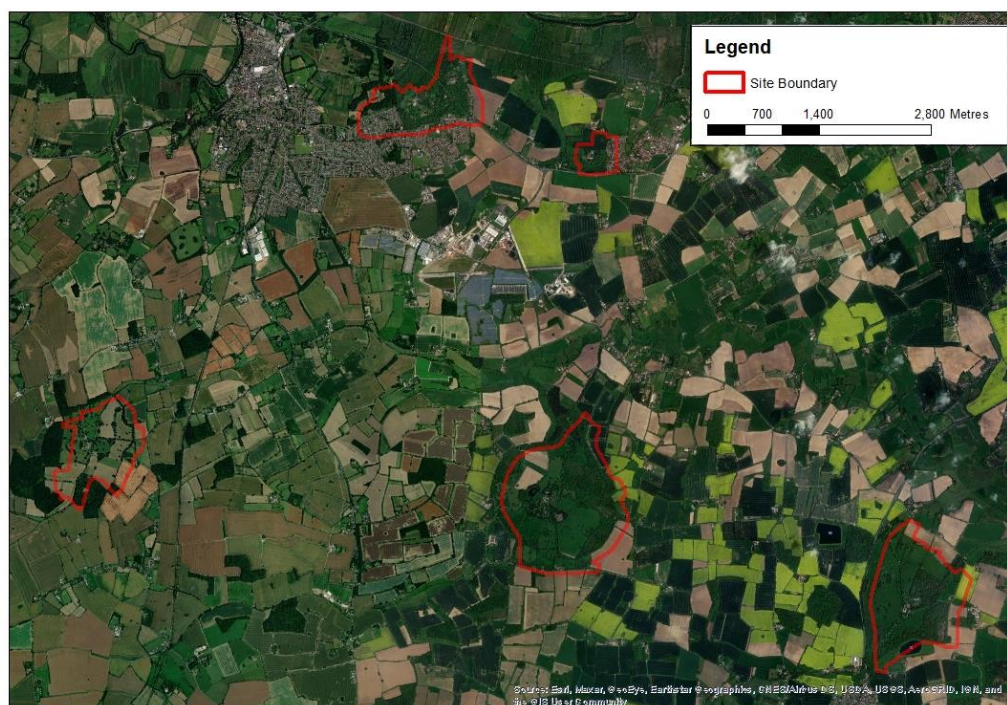 Legend
Site Boundary
0 700 1,400 2,800 Metres
Source: Esri, Maxar, GeoEye, Earthstar Geographics, CNES/Airbus DS, USDA, USGS, AeroGRID, IGN, and
the GIS User Community